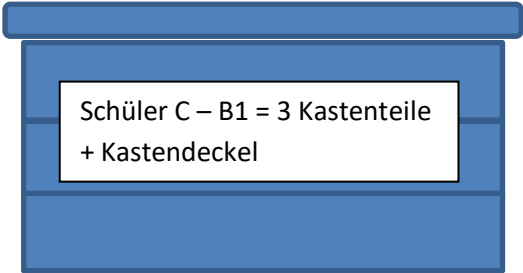 Schüler C – B1 = 3 Kastenteile
+ Kastendeckel